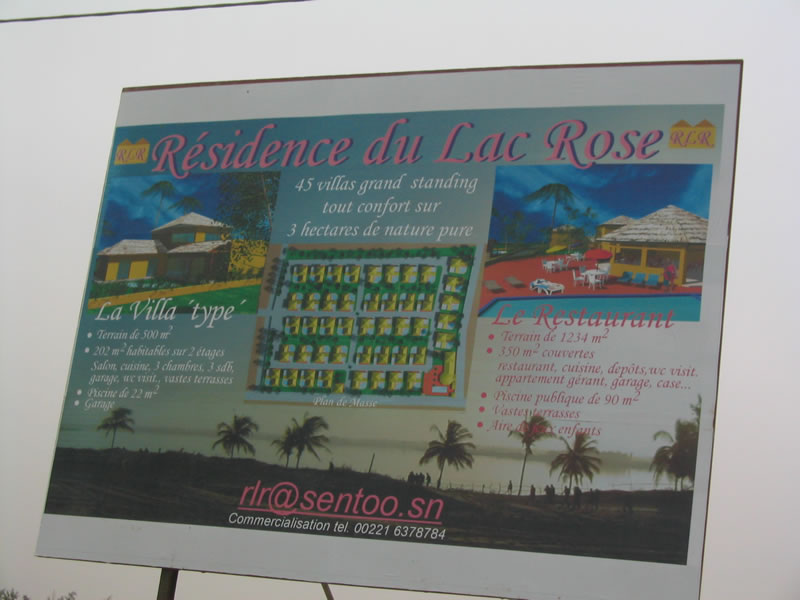 RLR
Résidence du Lac Rose
RLR
45 villas grand standing
tout confort sur
3 hectares de nature pure
La Villa ´type´
• Terrain de 500 m²
• 202 m² habitables sur 2 étages
Salon, cuisine, 3 chambres, 3 sdb,
garage, wc visit., vastes terrasses
• Piscine de 22 m²
• Garage
Plan de Masse
Le Restaurant
• Terrain de 1234 m²
• 350 m² couvertes
restaurant, cuisine, depôts, wc visit.
appartement gérant, garage, case...
• Piscine publique de 90 m²
• Vastes terrasses
• Aire de jeux enfants
rlr@sentoo.sn
Commercialisation tel. 00221 6378784